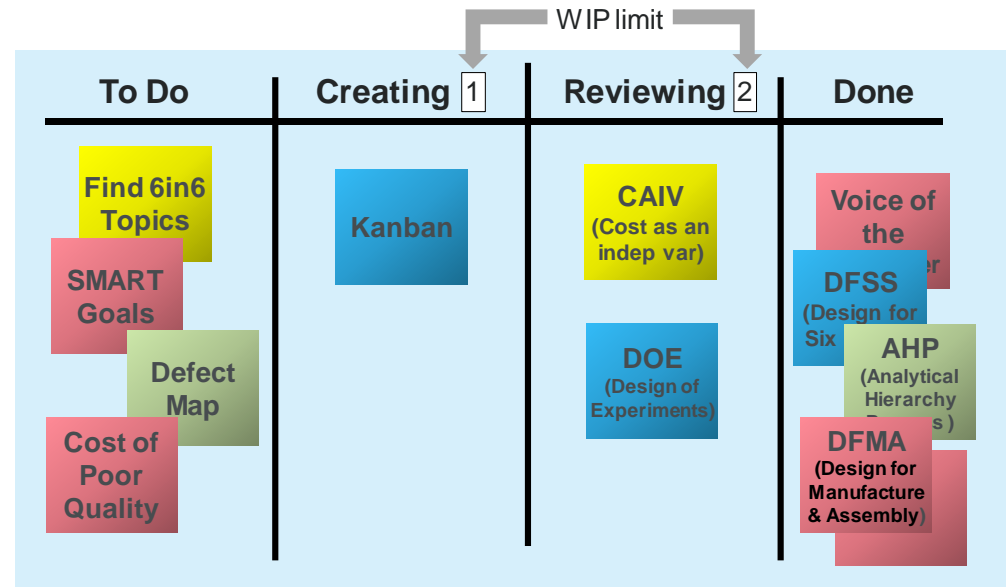 WIP limit
To Do
Creating 1
Reviewing 2
Done
Find 6in6
Topics
SMART
Goals
Defect
Map
Cost of
Poor
Quality
Kanban
CAIV
(Cost as an
indep var)
DOE
(Design of
Experiments)
Voice of
the
DFSS
(Design for
Six
AHP
(Analytical
Hierarchy
DFMA
(Design for
Manufacture
& Assembly)